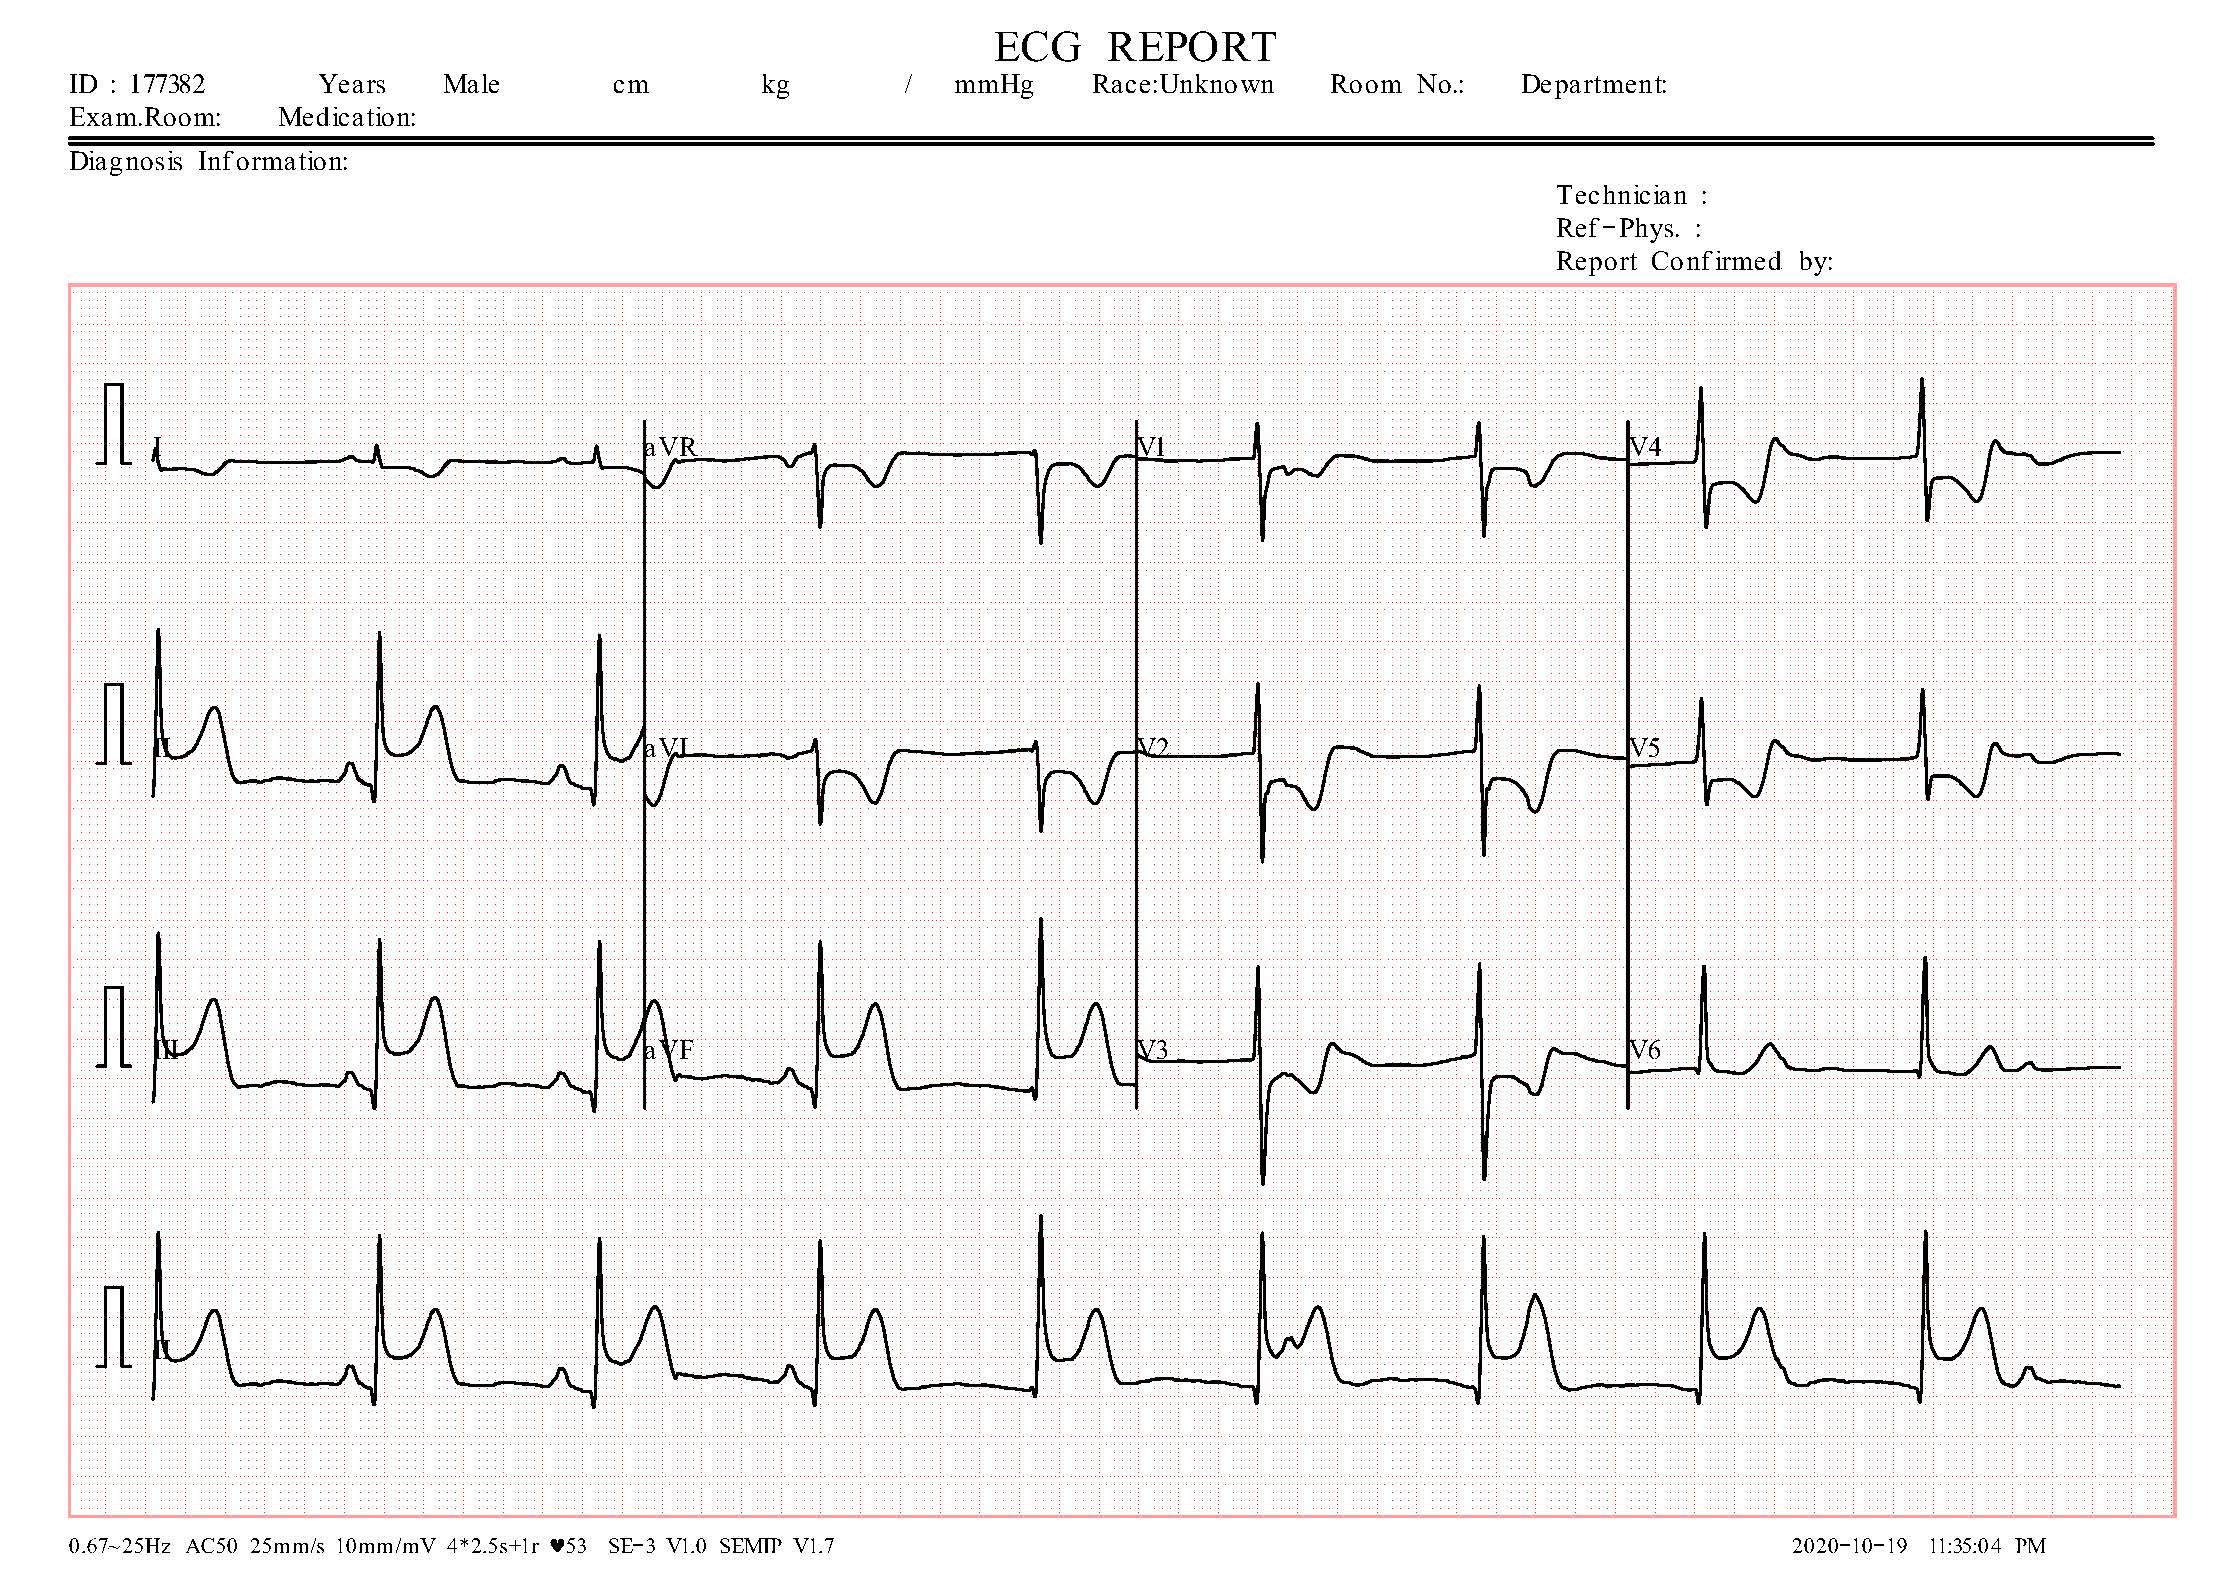 ECG REPORT
ID : 177382 Years Male cm kg / mmHg Race:Unknown Room No.: Department:
Exam.Room: Medication:
Diagnosis Information:
Technician :
Ref-Phys. :
Report Confirmed by:
I aVR V1 V4
II aVL V2 V5
III aVF V3 V6
II
0.67~25Hz AC50 25mm/s 10mm/mV 4*2.5s+1r ♥53 SE-3 V1.0 SEMIP V1.7 2020-10-19 11:35:04 PM